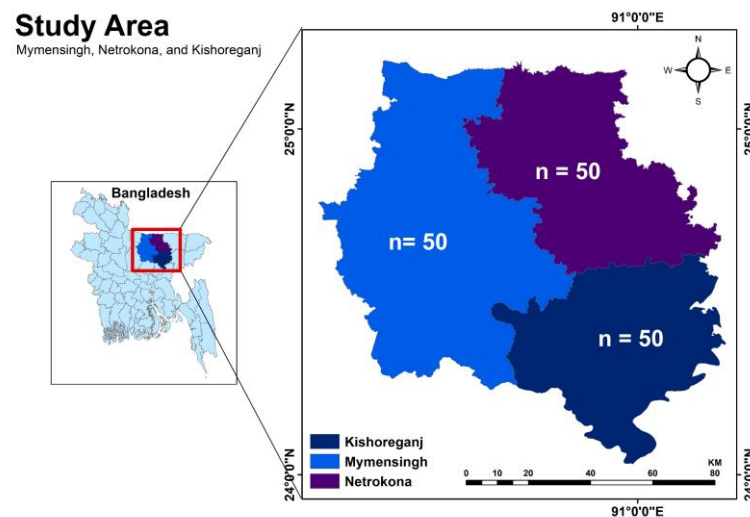 Study Area
Mymensingh, Netrokona, and Kishoreganj
91°0'0"E
N
W E
S
25°0'0"N
25°0'0"N
Bangladesh
n = 50
n= 50
n = 50
Kishoreganj
Mymensingh
Netrokona
KM
0 10 20 40 60 80
24°0'0"N
24°0'0"N
91°0'0"E